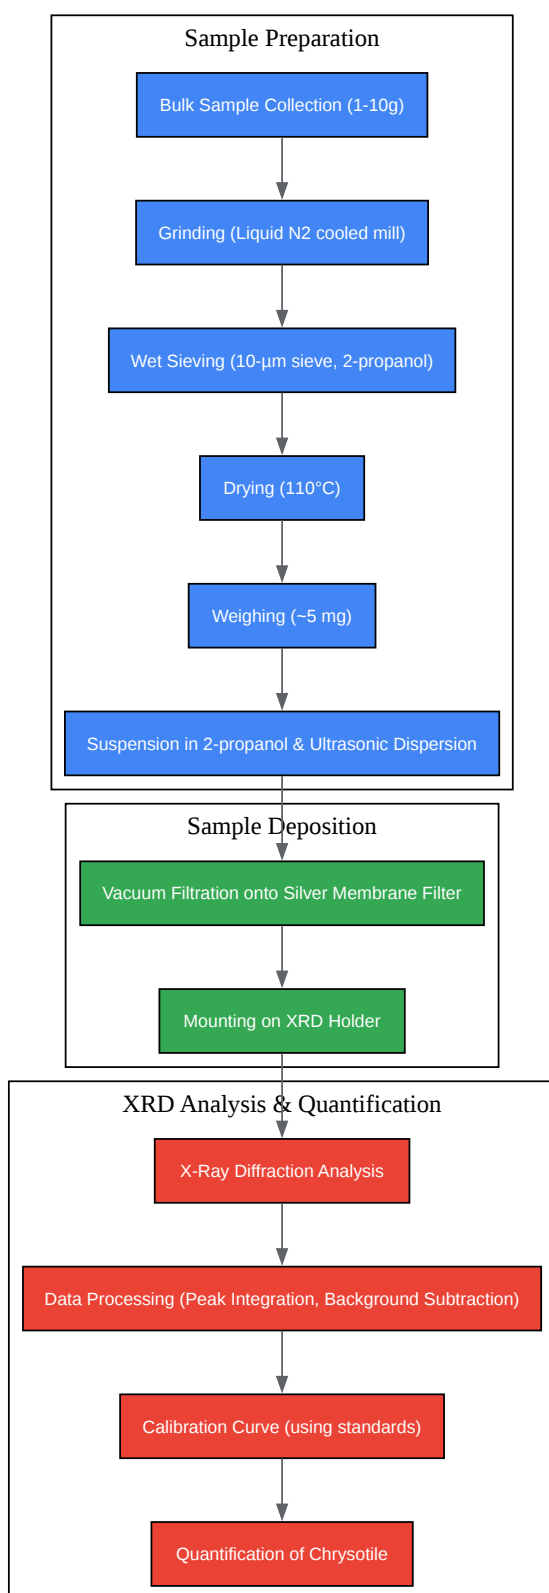 Sample Preparation
Bulk Sample Collection (1-10g)
Grinding (Liquid N2 cooled mill)
Wet Sieving (10-µm sieve, 2-propanol)
Drying (110°C)
Weighing (~5 mg)
Suspension in 2-propanol & Ultrasonic Dispersion
Sample Deposition
Vacuum Filtration onto Silver Membrane Filter
Mounting on XRD Holder
XRD Analysis & Quantification
X-Ray Diffraction Analysis
Data Processing (Peak Integration, Background Subtraction)
Calibration Curve (using standards)
Quantification of Chrysotile